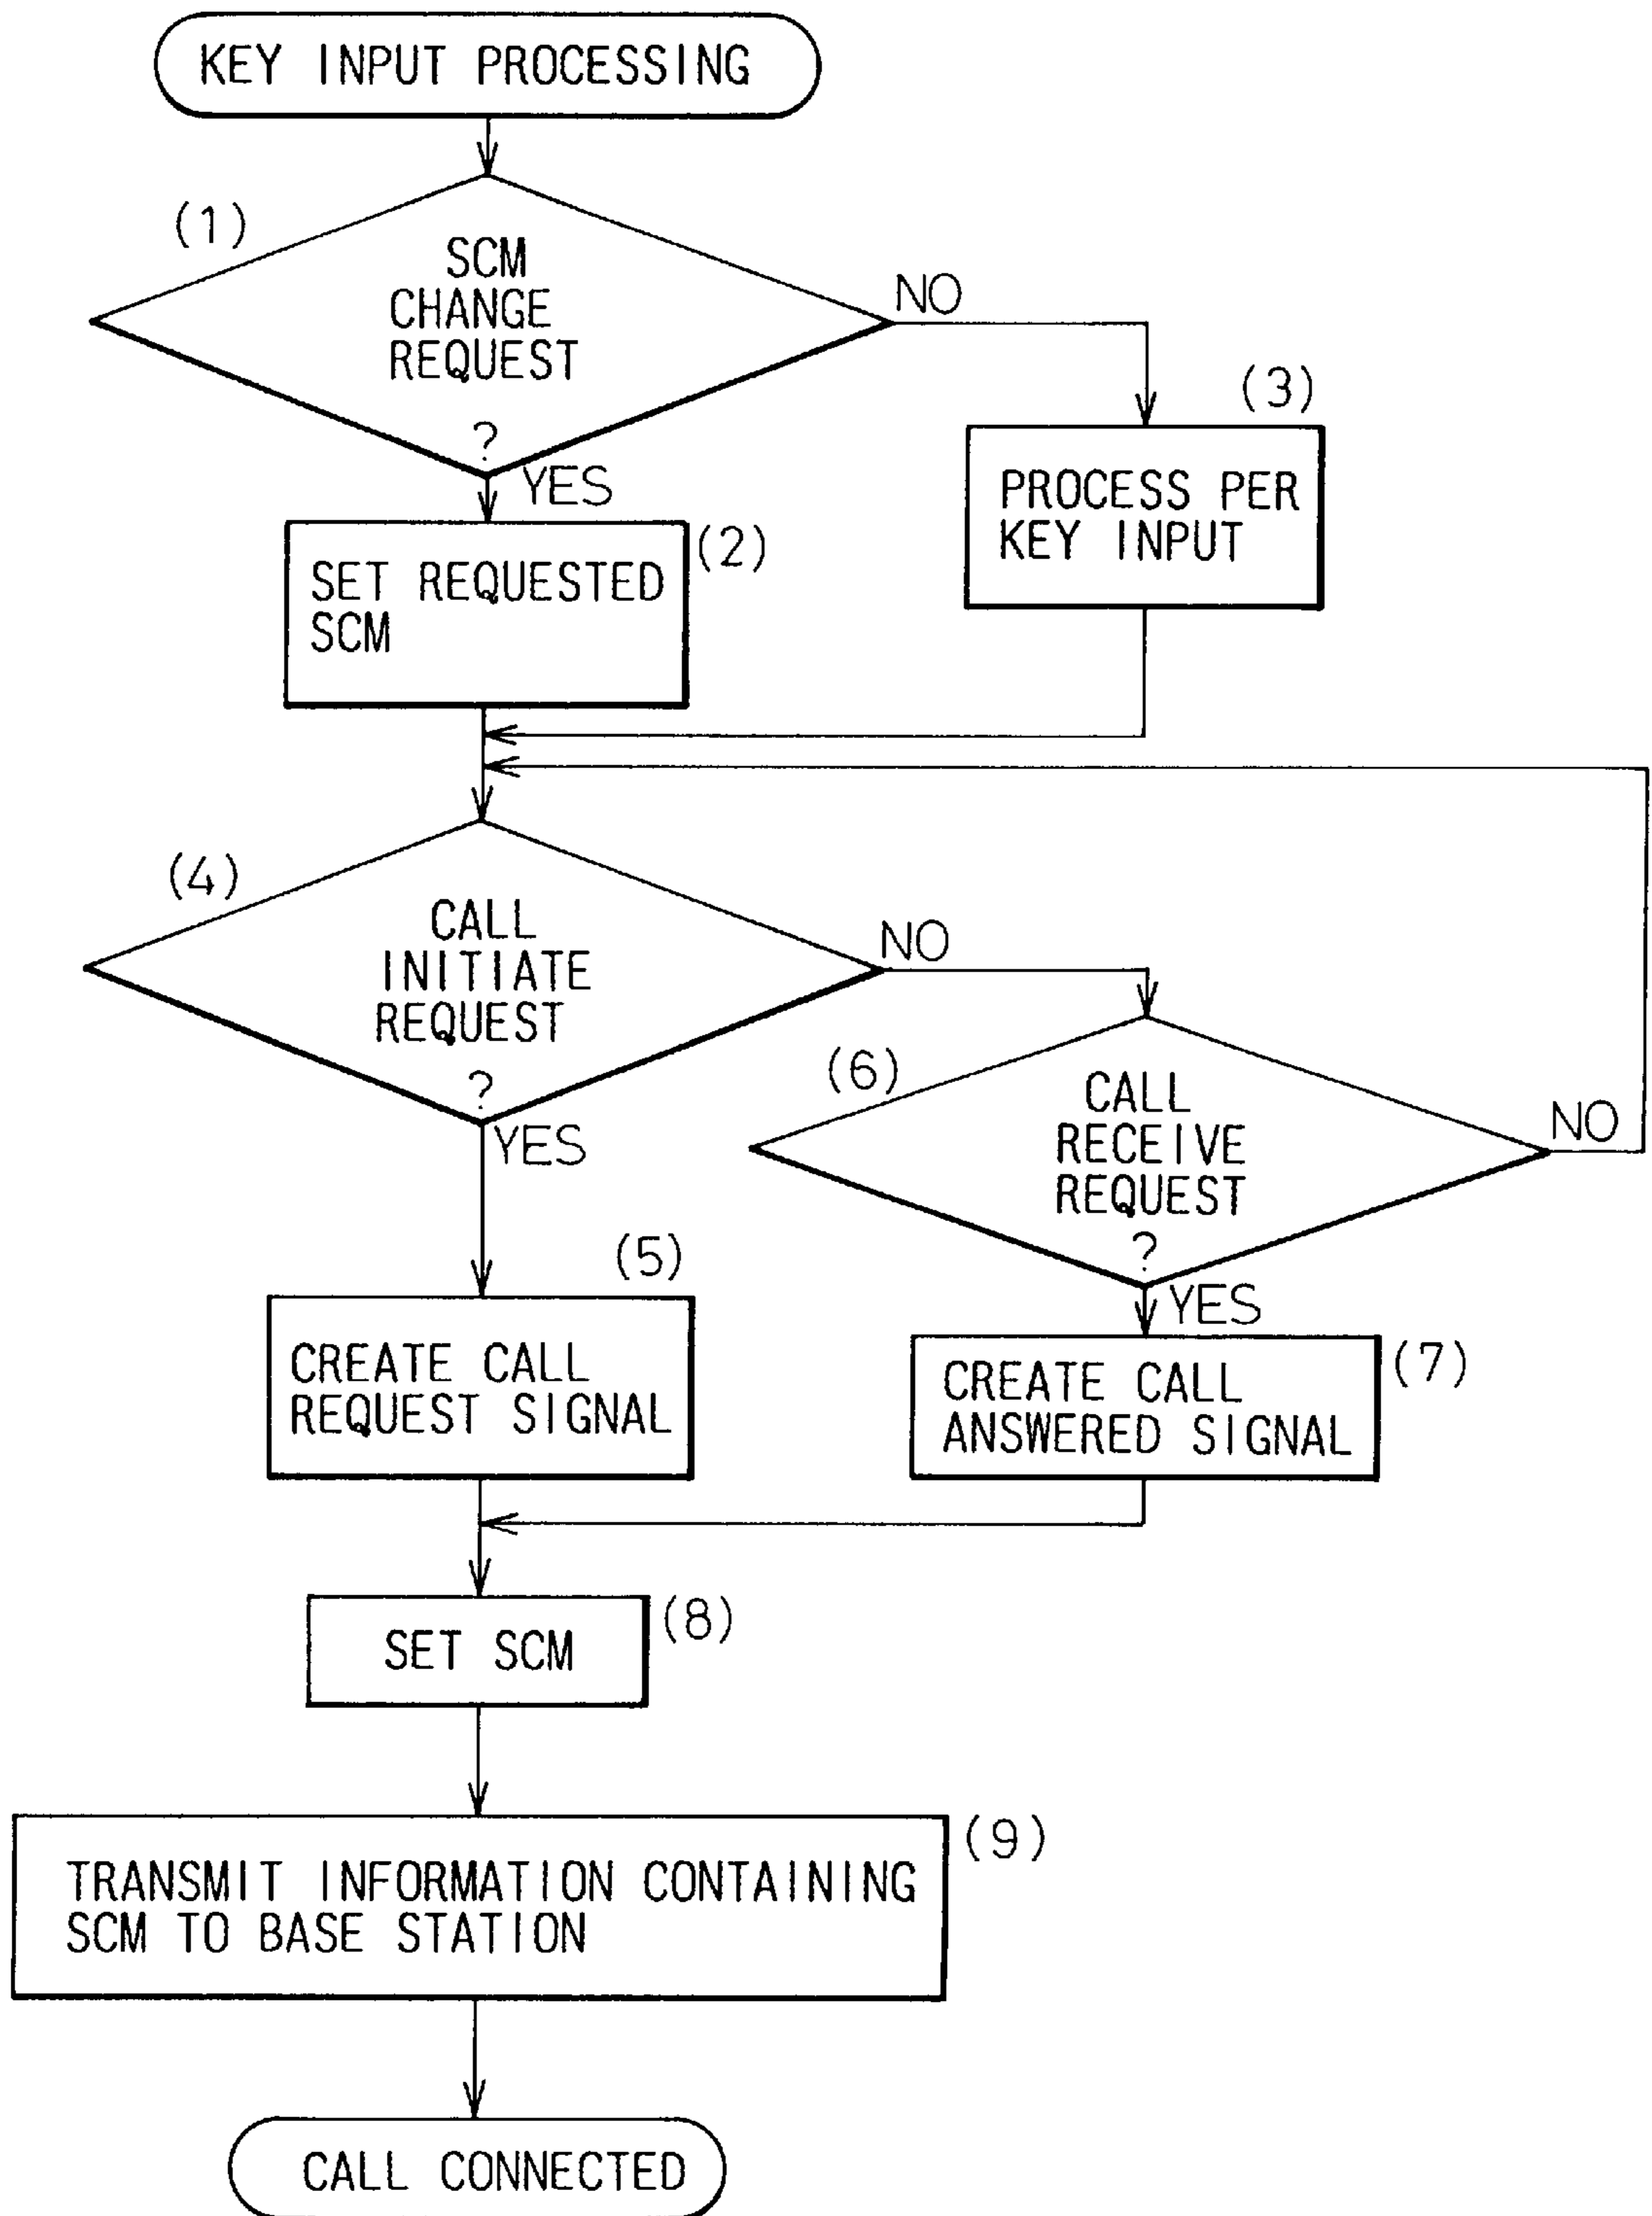 KEY INPUT PROCESSING
(1)
SCM
CHANGE
REQUEST
?
NO
YES
(3)
PROCESS PER
KEY INPUT
(2)
SET REQUESTED
SCM
(4)
CALL
INITIATE
REQUEST
?
NO
YES
(6)
CALL
RECEIVE
REQUEST
?
NO
YES
(5)
CREATE CALL
REQUEST SIGNAL
(7)
CREATE CALL
ANSWERED SIGNAL
(8)
SET SCM
(9)
TRANSMIT INFORMATION CONTAINING
SCM TO BASE STATION
CALL CONNECTED